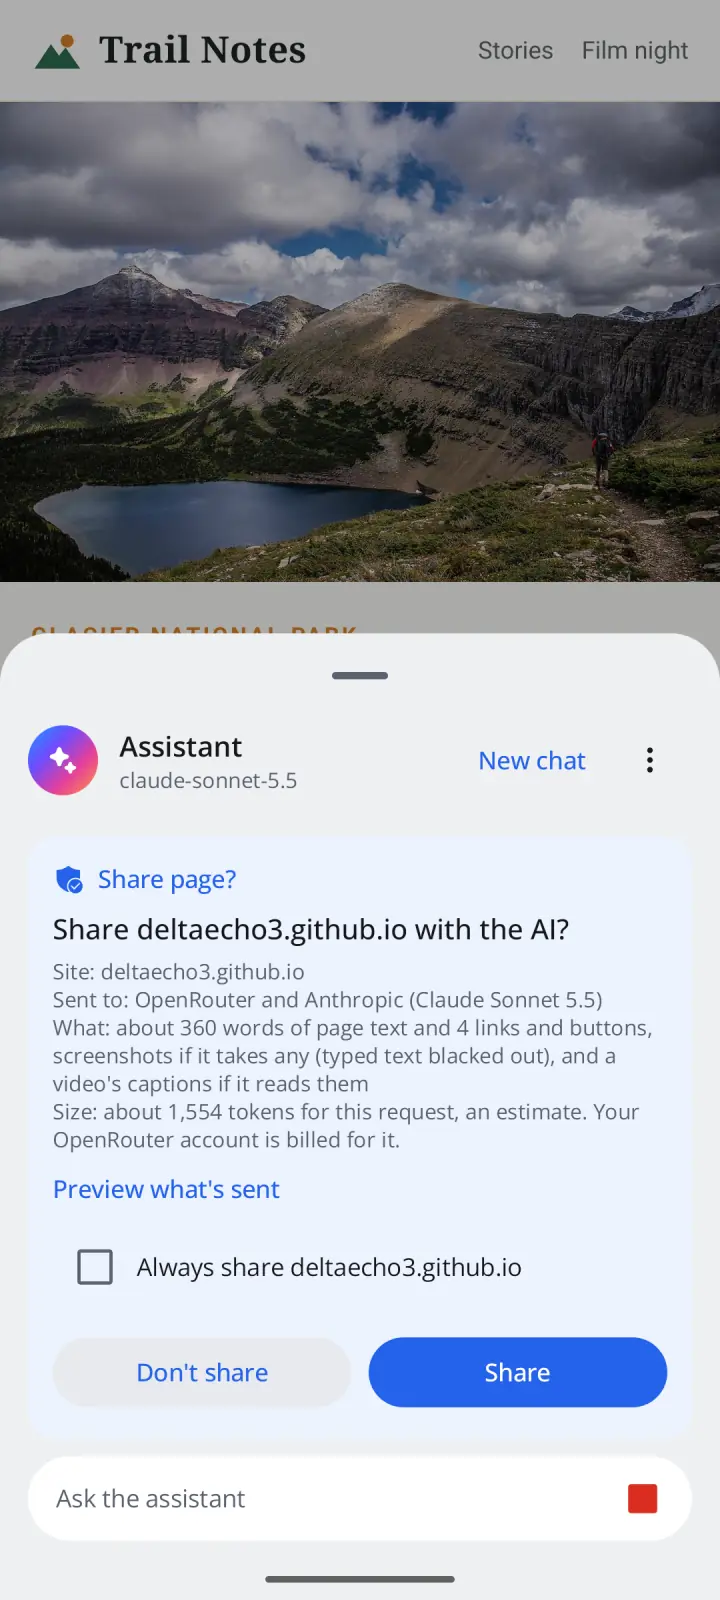 Trail Notes
Stories
Film night
GLACIER NATIONAL PARK
Assistant
claude-sonnet-5.5
New chat
Share page?
Share deltaecho3.github.io with the AI?
Site: deltaecho3.github.io
Sent to: OpenRouter and Anthropic (Claude Sonnet 5.5)
What: about 360 words of page text and 4 links and buttons,
screenshots if it takes any (typed text blacked out), and a
video's captions if it reads them
Size: about 1,554 tokens for this request, an estimate. Your
OpenRouter account is billed for it.
Preview what's sent
Always share deltaecho3.github.io
Don't share
Share
Ask the assistant